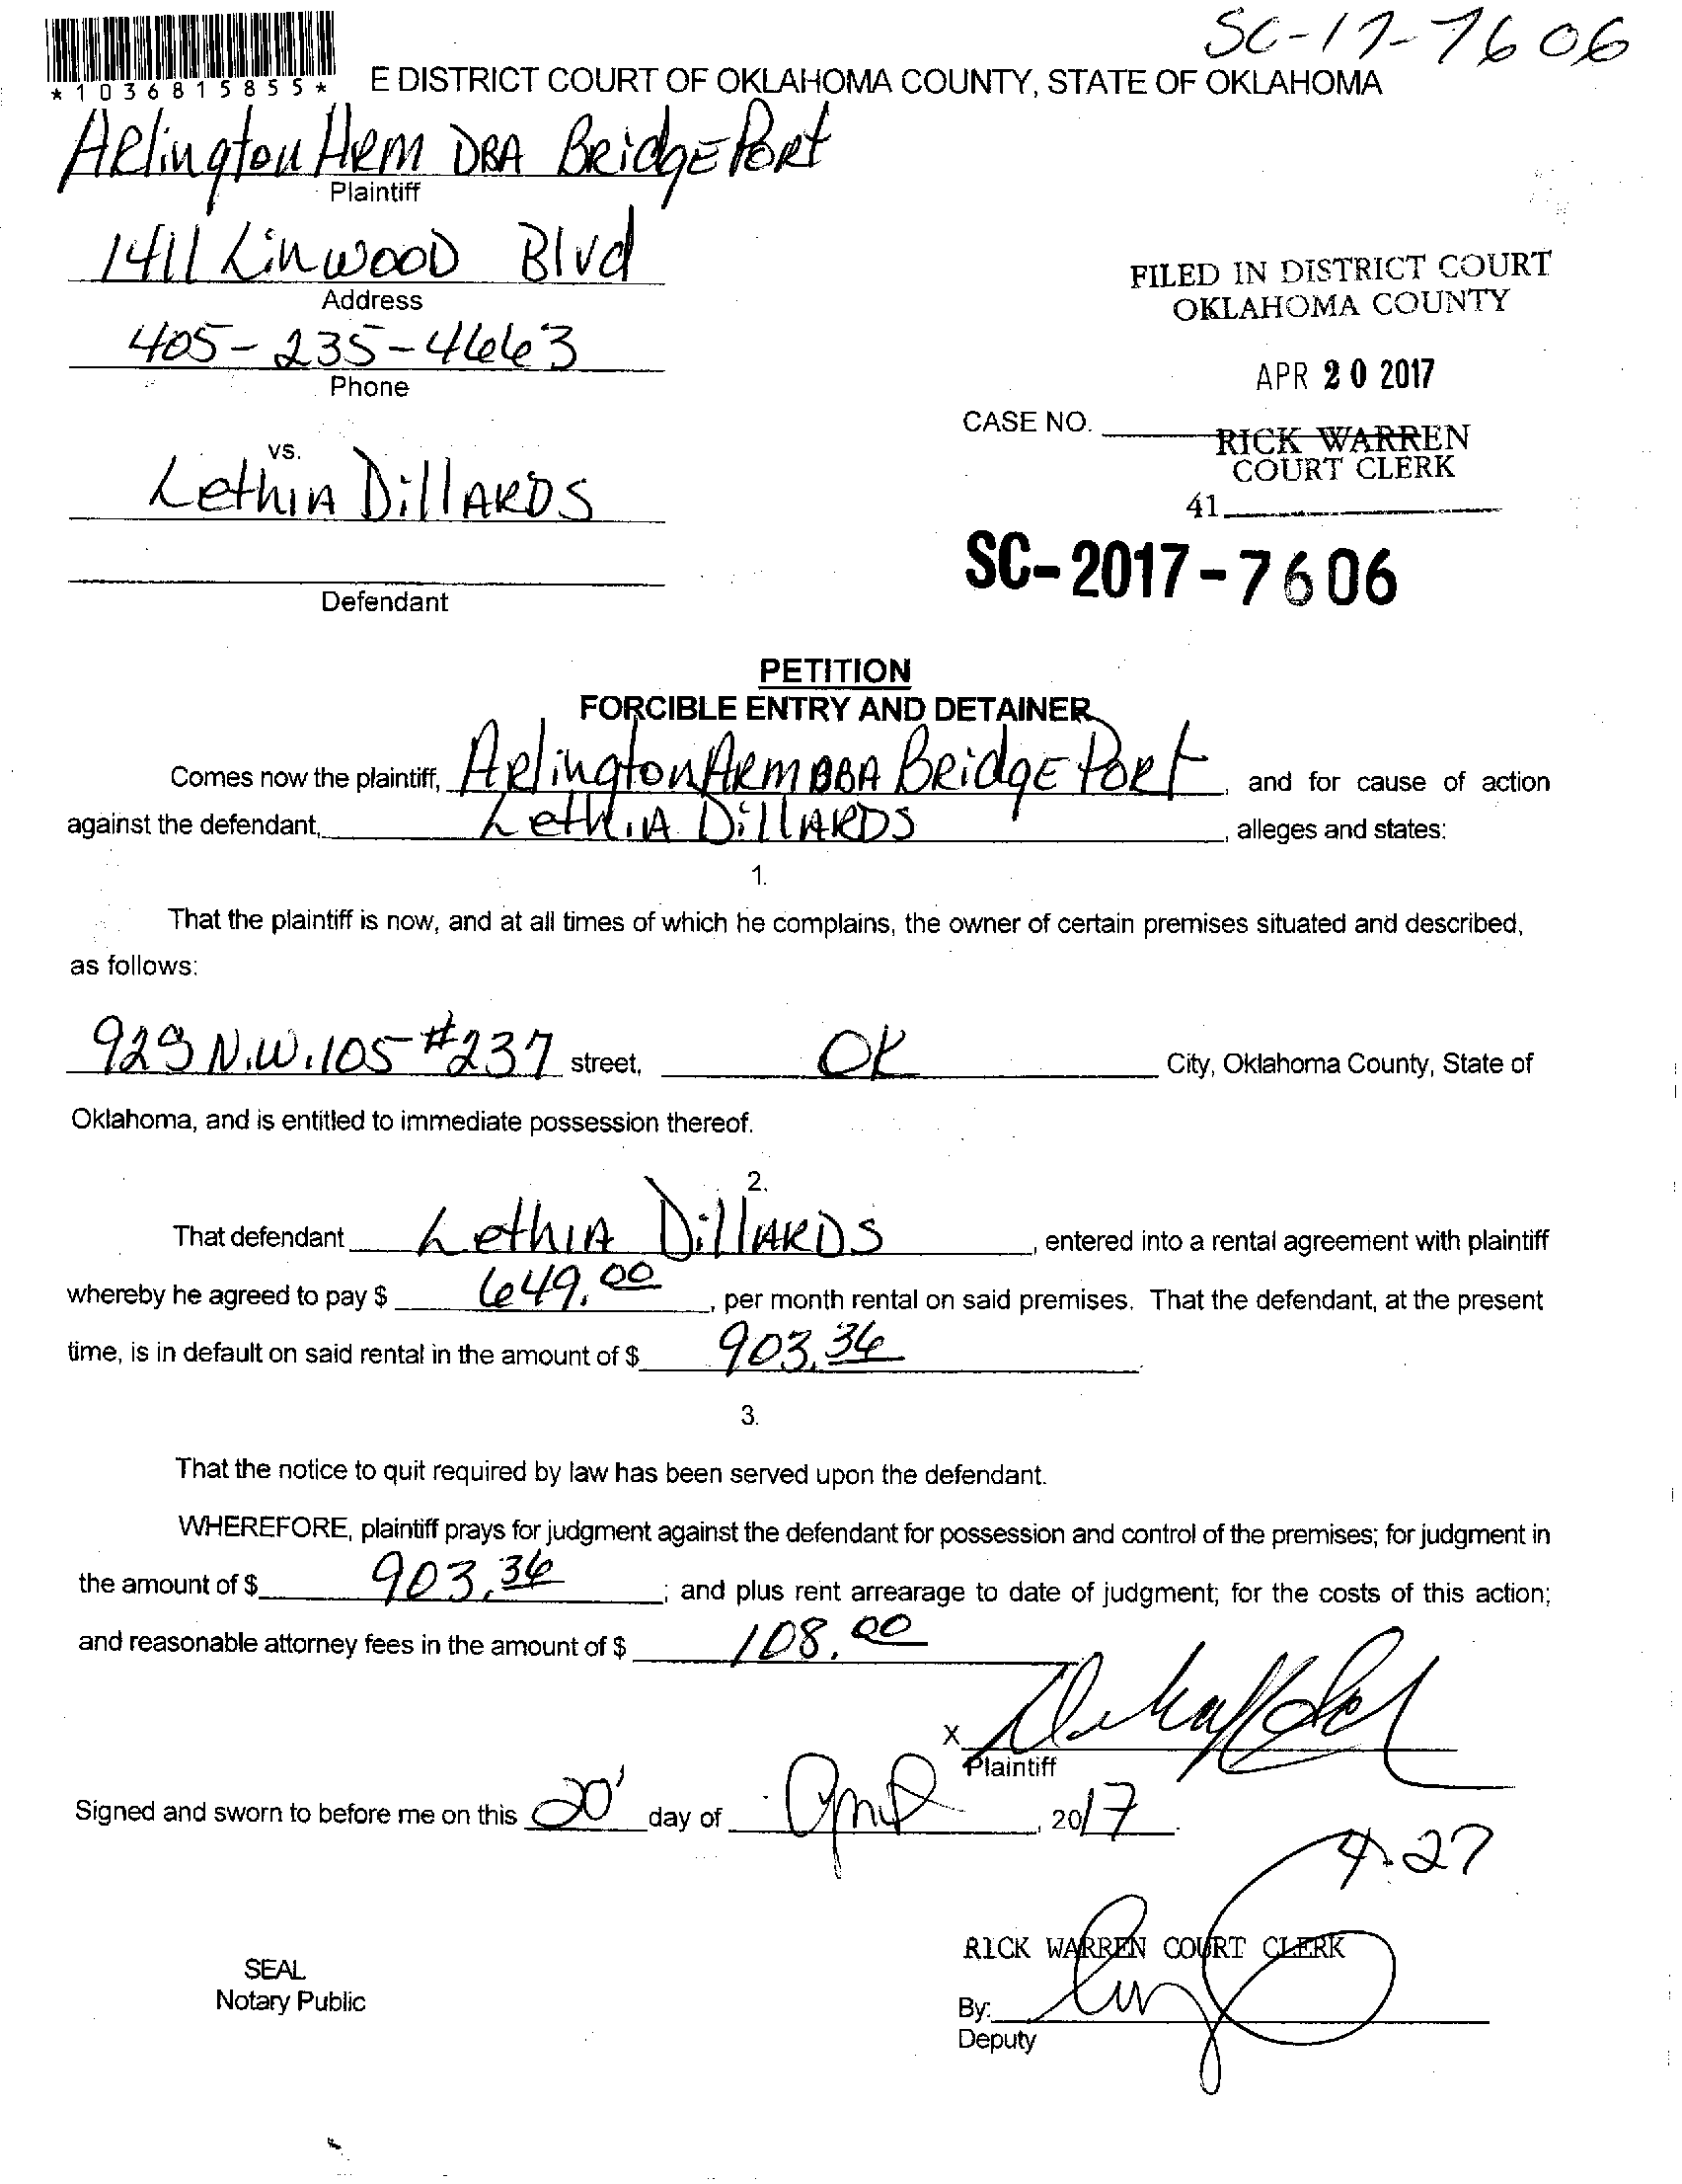 SC-17-7606
*1036815855*
E DISTRICT COURT OF OKLAHOMA COUNTY, STATE OF OKLAHOMA
Arlington Arm DBA BridgePort
Plaintiff
1411 Linwood Blvd
Address
FILED IN DISTRICT COURT
OKLAHOMA COUNTY
405-235-4663
Phone
APR 20 2017
CASE NO.
RICK WARREN
COURT CLERK
41
vs.
Lethia Dillards
SC-2017-7606
Defendant
PETITION
FORCIBLE ENTRY AND DETAINER
Comes now the plaintiff, Arlington Arm DBA BridgePort, and for cause of action
against the defendant, Lethia Dillards, alleges and states:
1.
That the plaintiff is now, and at all times of which he complains, the owner of certain premises situated and described,
as follows:
929 N.W. 105 #237 street, OK City, Oklahoma County, State of
Oklahoma, and is entitled to immediate possession thereof.
2.
That defendant Lethia Dillards, entered into a rental agreement with plaintiff
whereby he agreed to pay $ 649.00, per month rental on said premises. That the defendant, at the present
time, is in default on said rental in the amount of $ 903.36.
3.
That the notice to quit required by law has been served upon the defendant.
WHEREFORE, plaintiff prays for judgment against the defendant for possession and control of the premises; for judgment in
the amount of $ 903.36; and plus rent arrearage to date of judgment; for the costs of this action;
and reasonable attorney fees in the amount of $ 108.00
X
Plaintiff
Signed and sworn to before me on this 20 day of April, 2017.
4-27
RICK WARREN COURT CLERK
SEAL
Notary Public
By:
Deputy